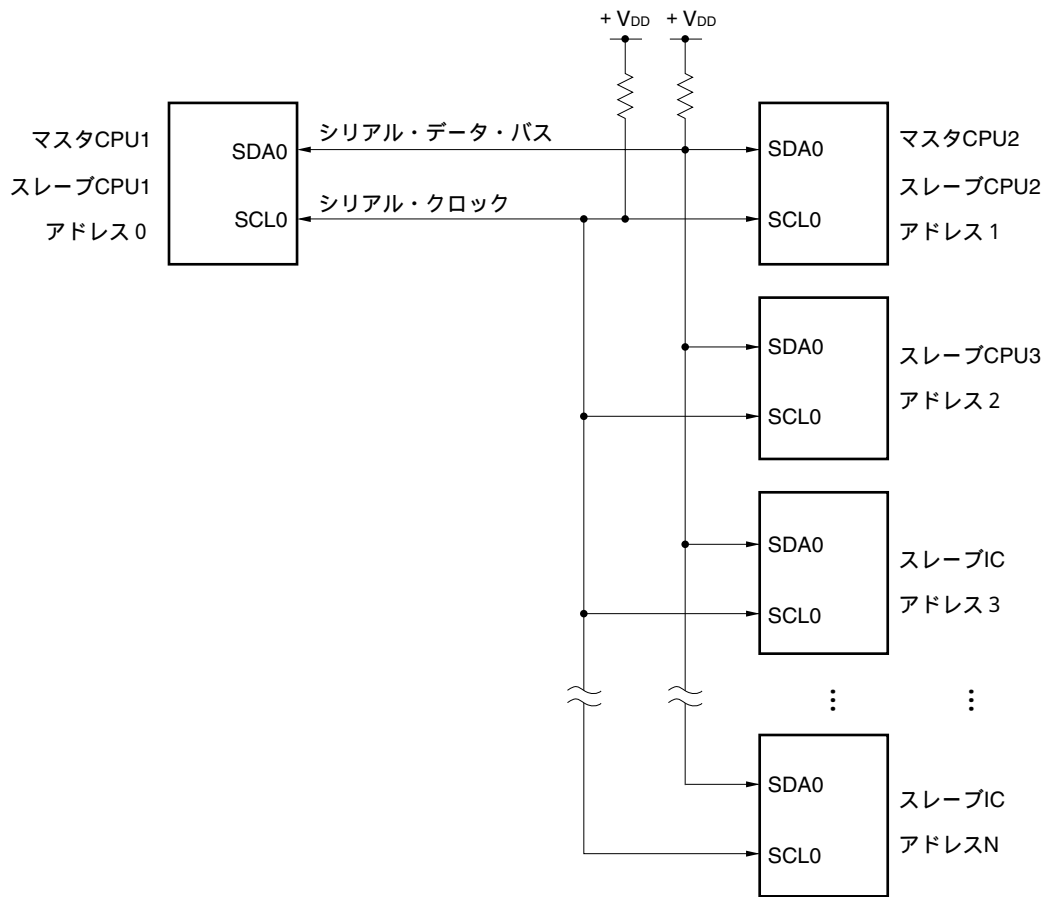 + VDD + VDD
マスタCPU1
スレーブCPU1
アドレス 0
SDA0
SCL0
シリアル・データ・バス
シリアル・クロック
SDA0
SCL0
マスタCPU2
スレーブCPU2
アドレス 1
SDA0
SCL0
スレーブCPU3
アドレス 2
SDA0
SCL0
スレーブIC
アドレス 3
SDA0
SCL0
スレーブIC
アドレスN